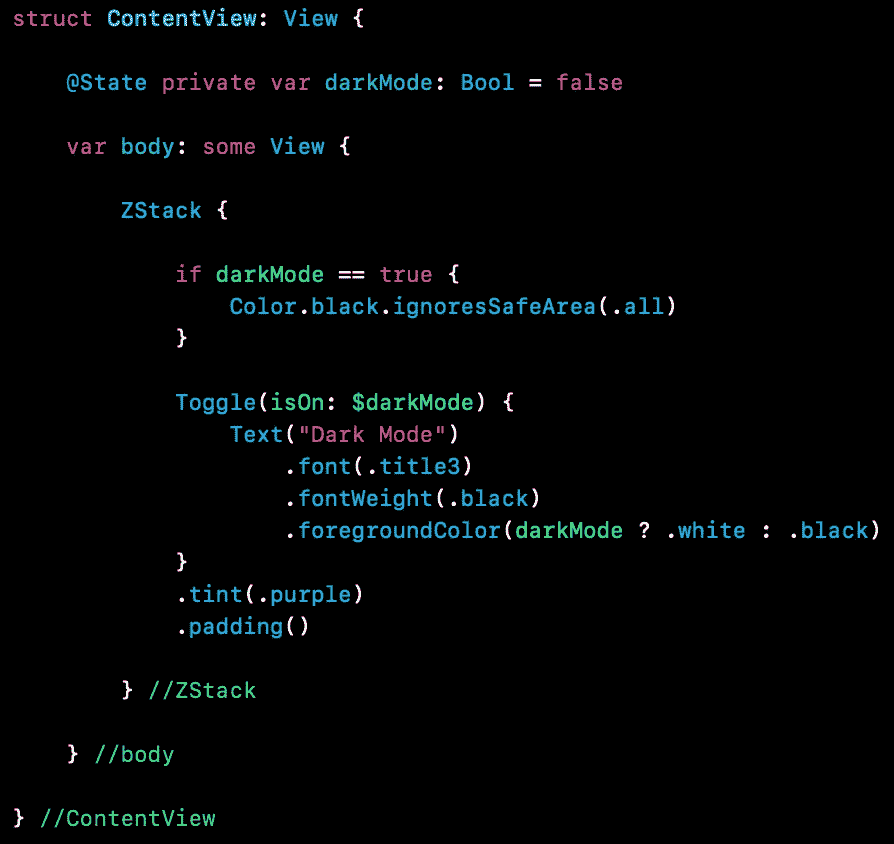 struct ContentView: View {
    @State private var darkMode: Bool = false
    var body: some View {
        ZStack {
            if darkMode == true {
                Color.black.ignoresSafeArea(.all)
            }
            Toggle(isOn: $darkMode) {
                Text("Dark Mode")
                    .font(.title3)
                    .fontWeight(.black)
                    .foregroundColor(darkMode ? .white : .black)
            }
            .tint(.purple)
            .padding()
        } //ZStack
    } //body
} //ContentView